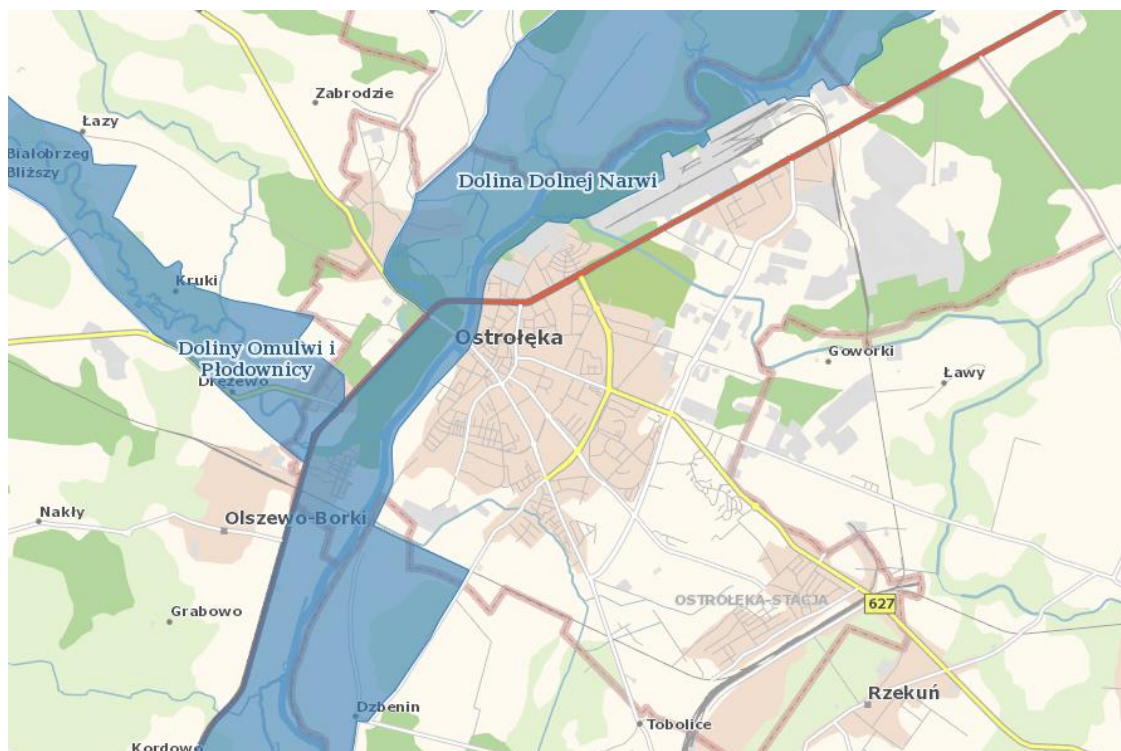 Zabrodzie
Łazy
Białobrzeg
Bliższy
Dolina Dolnej Narwi
Kruki
Ostrołęka
Doliny Omulwi i
Płodownicy
Goworki
Drężewo
Ławy
Nakły
Olszewo-Borki
OSTROŁĘKA-STACJA
627
Grabowo
Rzekuń
Dzbenin
Tobolice
Kordowo